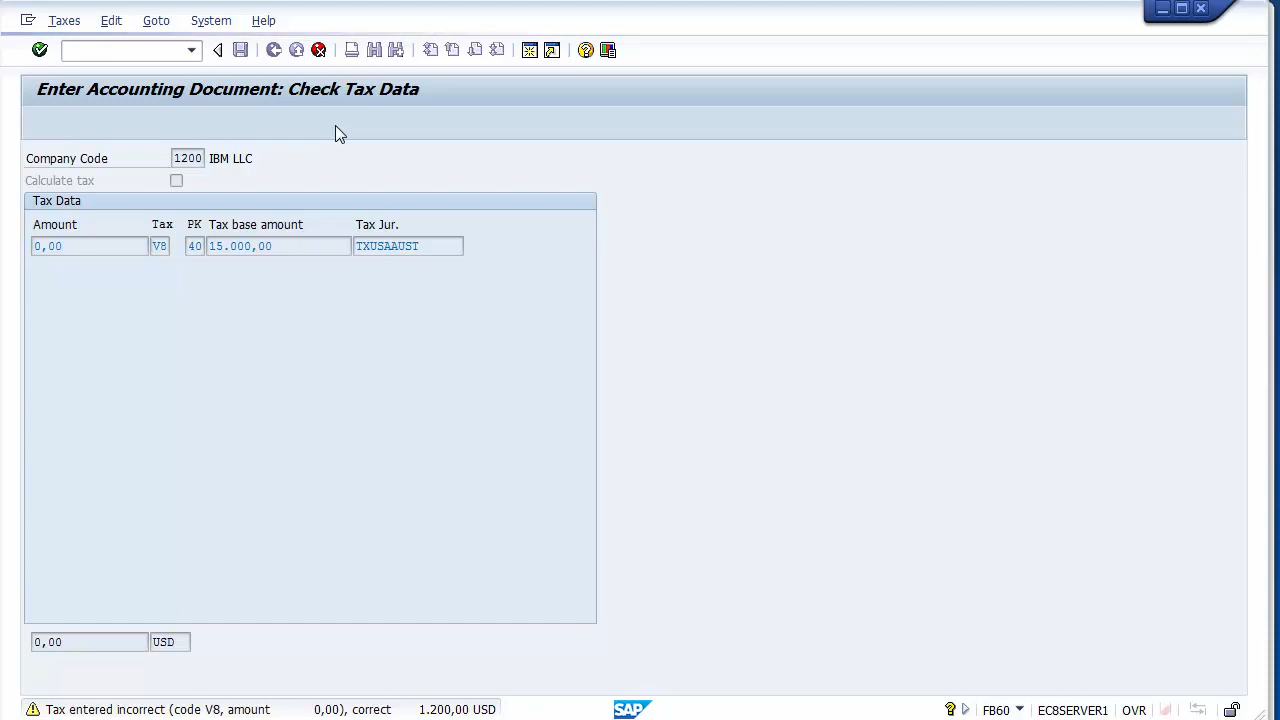 Taxes Edit Goto System Help
Enter Accounting Document: Check Tax Data
Company Code 1200 IBM LLC
Calculate tax
Tax Data
Amount Tax PK Tax base amount Tax Jur.
0,00 V8 40 15.000,00 TXUSAAUST
0,00 USD
Tax entered incorrect (code V8, amount 0,00), correct 1.200,00 USD SAP FB60 ECSERVER1 OVR